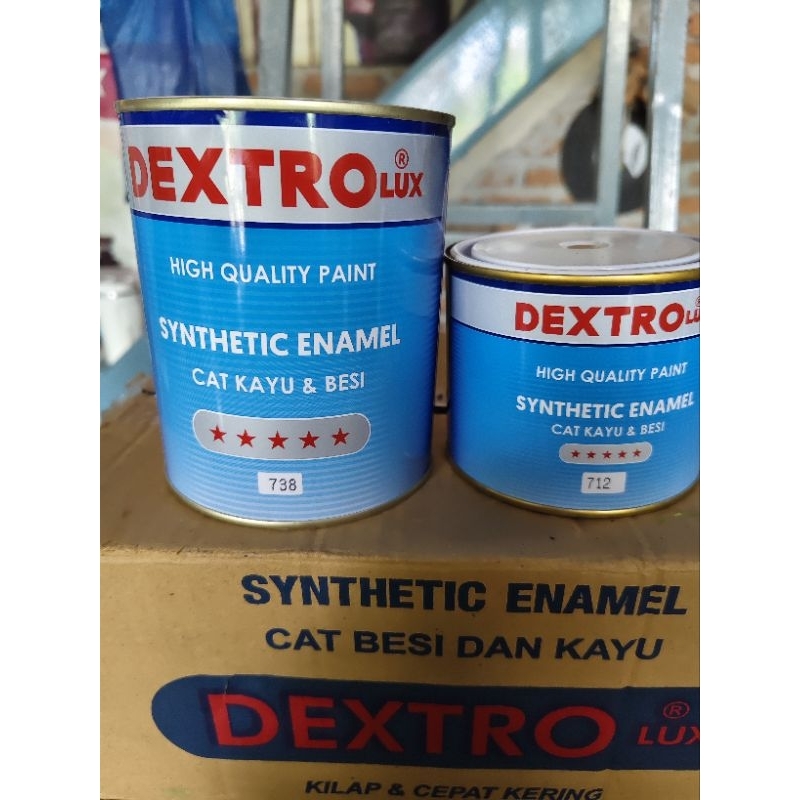 DEXTRO LUX ®
HIGH QUALITY PAINT
SYNTHETIC ENAMEL
CAT KAYU & BESI
738
DEXTRO LUX ®
HIGH QUALITY PAINT
SYNTHETIC ENAMEL
CAT KAYU & BESI
712
SYNTHETIC ENAMEL
CAT BESI DAN KAYU
DEXTRO LUX ®
KILAP & CEPAT KERING